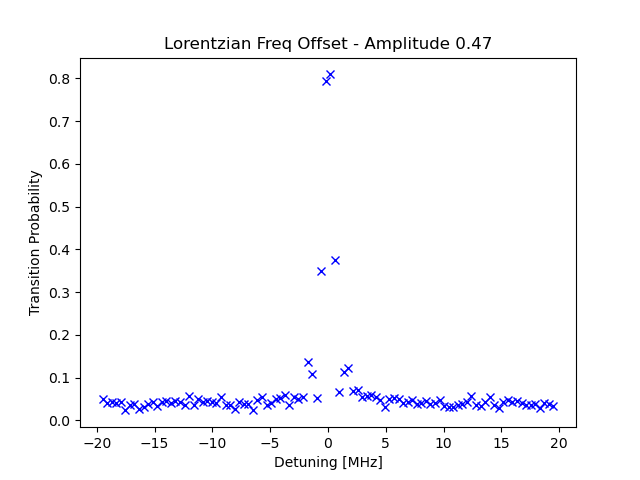 Lorentzian Freq Offset - Amplitude 0.47
Transition Probability
0.8
0.7
0.6
0.5
0.4
0.3
0.2
0.1
0.0
−20 −15 −10 −5 0 5 10 15 20
Detuning [MHz]